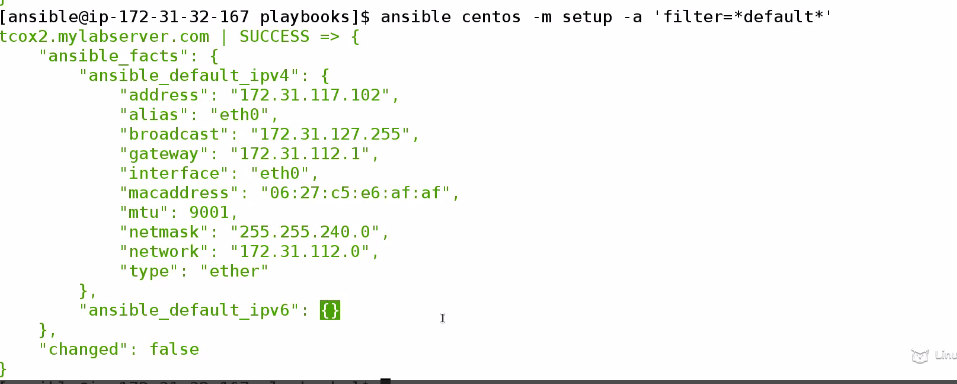 }
[ansible@ip-172-31-32-167 playbooks]$ ansible centos -m setup -a 'filter=*default*'
tcox2.mylabserver.com | SUCCESS => {
    "ansible_facts": {
        "ansible_default_ipv4": {
            "address": "172.31.117.102",
            "alias": "eth0",
            "broadcast": "172.31.127.255",
            "gateway": "172.31.112.1",
            "interface": "eth0",
            "macaddress": "06:27:c5:e6:af:af",
            "mtu": 9001,
            "netmask": "255.255.240.0",
            "network": "172.31.112.0",
            "type": "ether"
        },
        "ansible_default_ipv6": {}
    },
    "changed": false
}